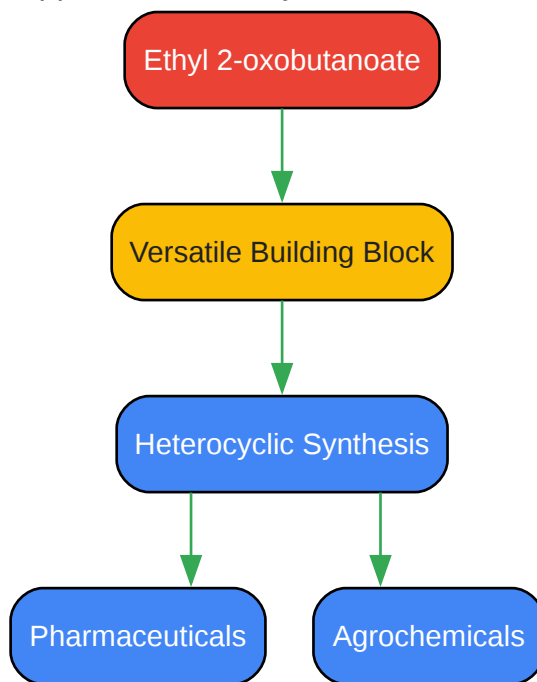 Ethyl 2-oxobutanoate
Versatile Building Block
Heterocyclic Synthesis
Pharmaceuticals
Agrochemicals